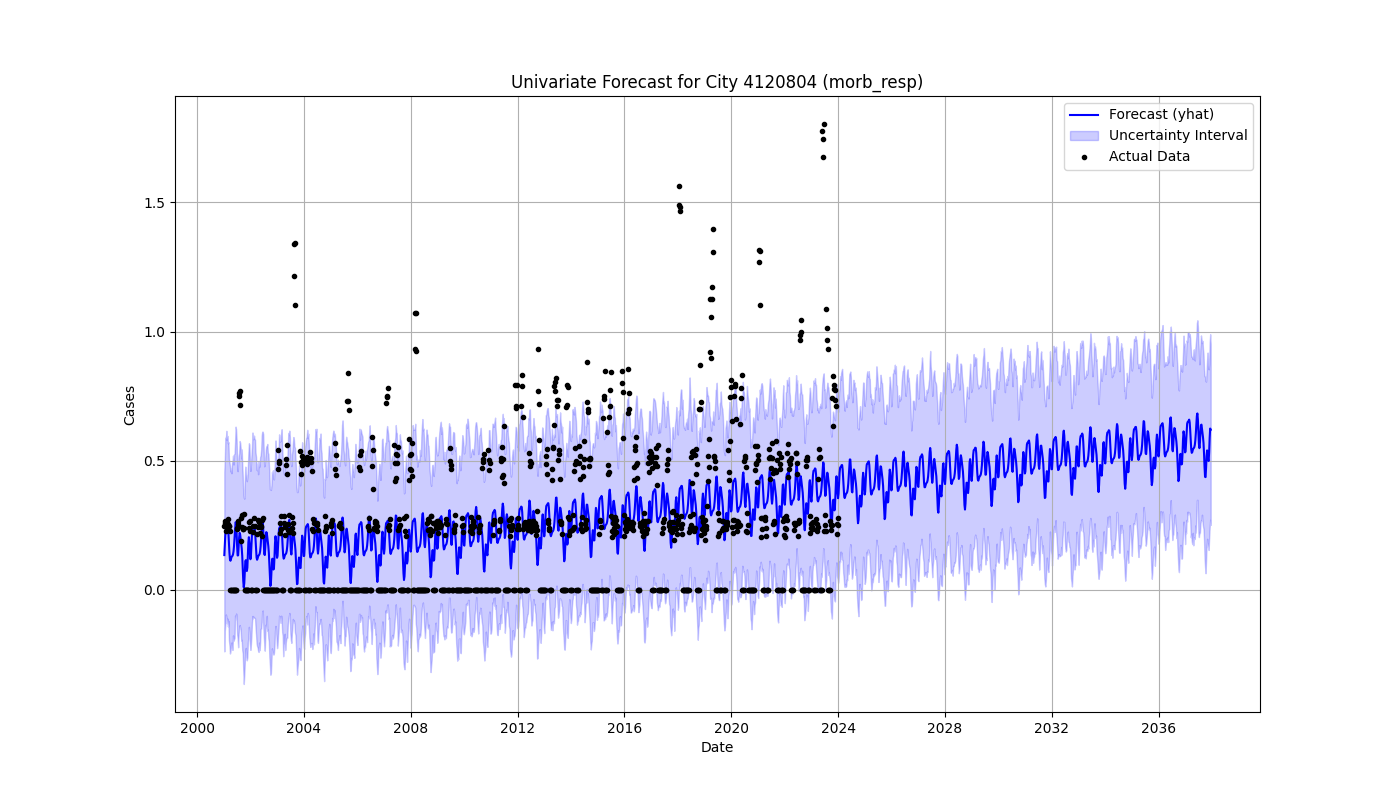 Univariate Forecast for City 4120804 (morb_resp)
Forecast (yhat)
Uncertainty Interval
Actual Data
Cases
1.5
1.0
0.5
0.0
2000
2004
2008
2012
2016
2020
2024
2028
2032
2036
Date